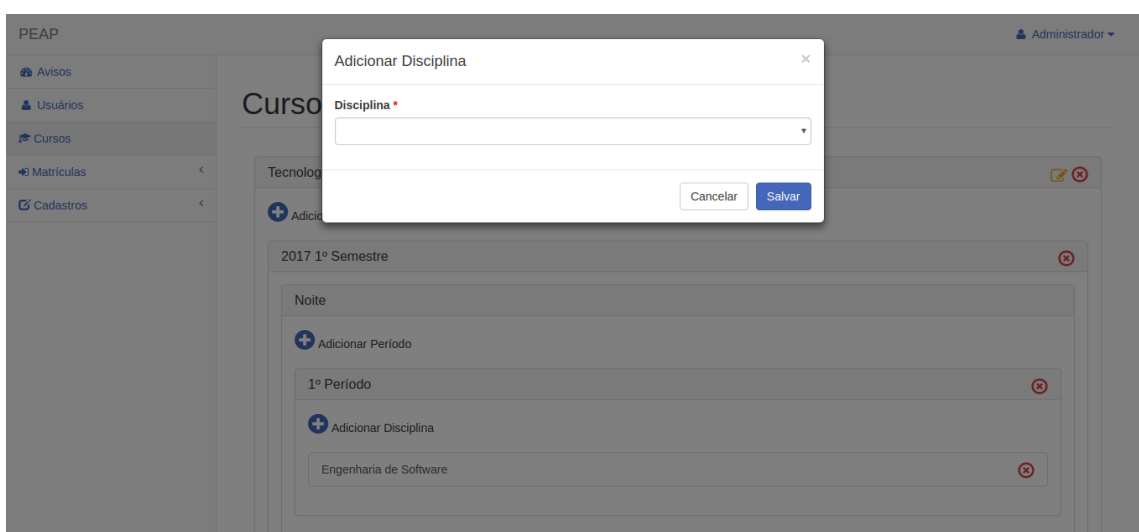 PEAP
Administrador
Adicionar Disciplina
×
Avisos
Usuários
Cursos
Matrículas
Cadastros
Curso
Disciplina *
Cancelar
Salvar
Tecnolog
Adicio
2017 1º Semestre
Noite
Adicionar Período
1º Período
Adicionar Disciplina
Engenharia de Software